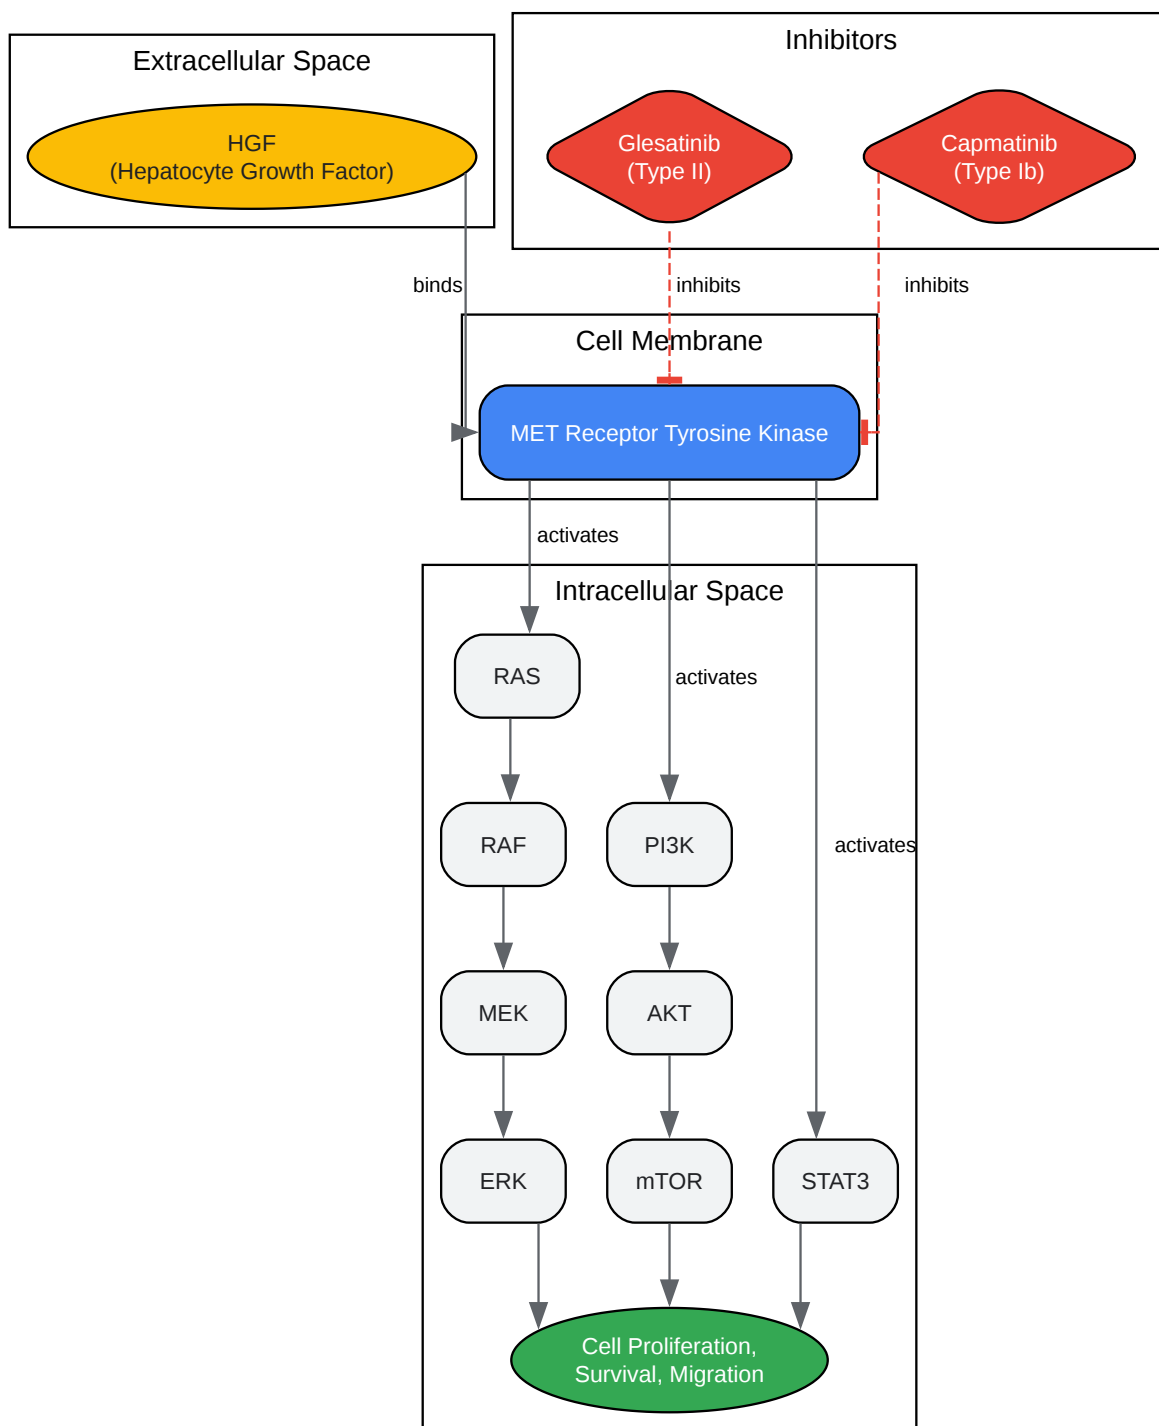 Extracellular Space
HGF
(Hepatocyte Growth Factor)
Inhibitors
Glesatinib
(Type II)
Capmatinib
(Type Ib)
binds
inhibits
inhibits
Cell Membrane
MET Receptor Tyrosine Kinase
activates
Intracellular Space
RAS
activates
RAF
PI3K
activates
MEK
AKT
ERK
mTOR
STAT3
Cell Proliferation,
Survival, Migration